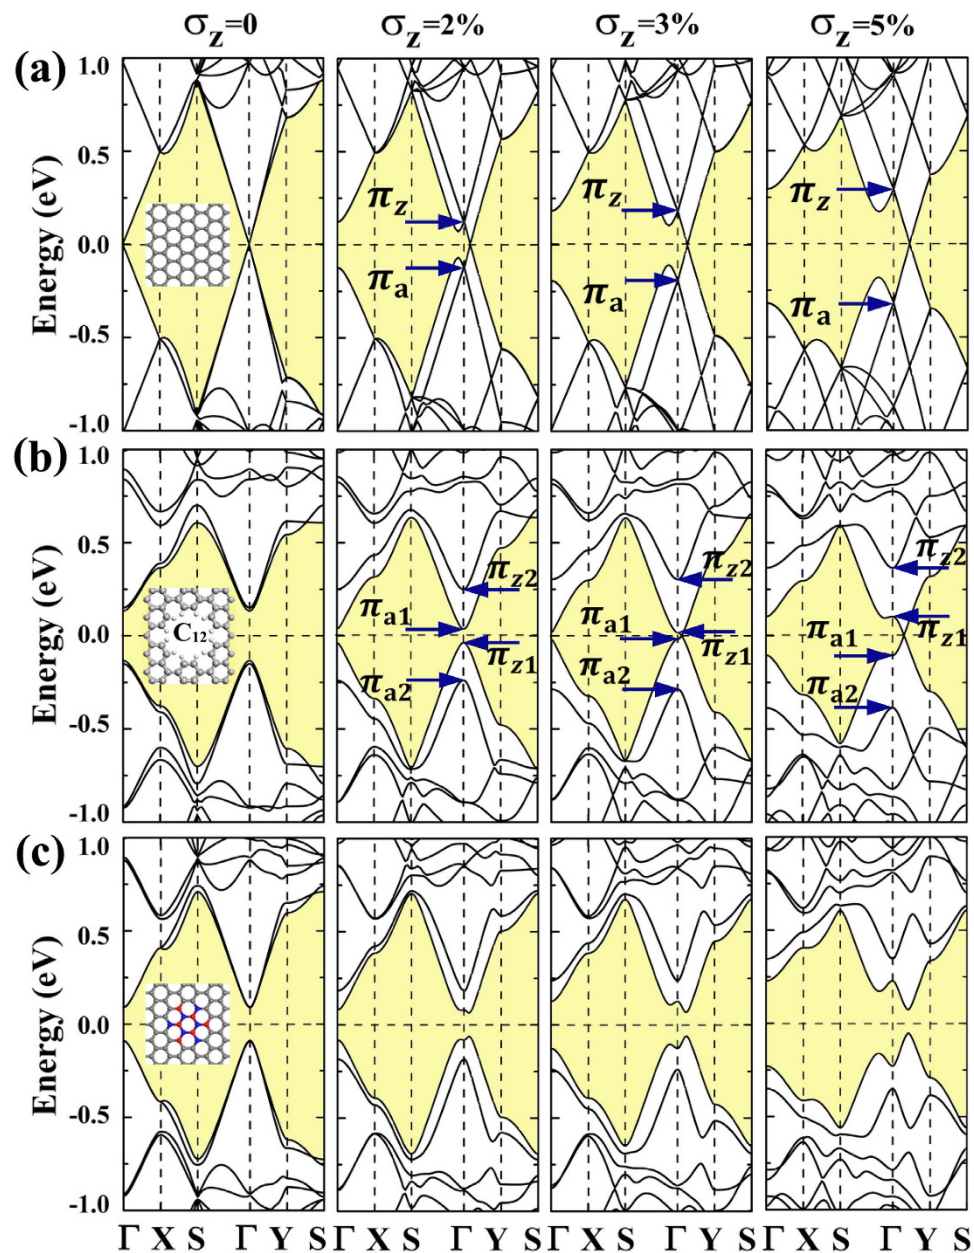 σz=0 σz=2% σz=3% σz=5%
(a)
1.0
0.5
0.0
-0.5
-1.0
Energy (eV)
πz
πa
πz
πa
πz
πa
(b)
1.0
0.5
0.0
-0.5
-1.0
Energy (eV)
C12
πz2
πa1
πz1
πa2
πz2
πa1
πz1
πa2
πz2
πa1
πz1
πa2
(c)
1.0
0.5
0.0
-0.5
-1.0
Energy (eV)
Γ X S Γ Y S Γ X S Γ Y S Γ X S Γ Y S Γ X S Γ Y S